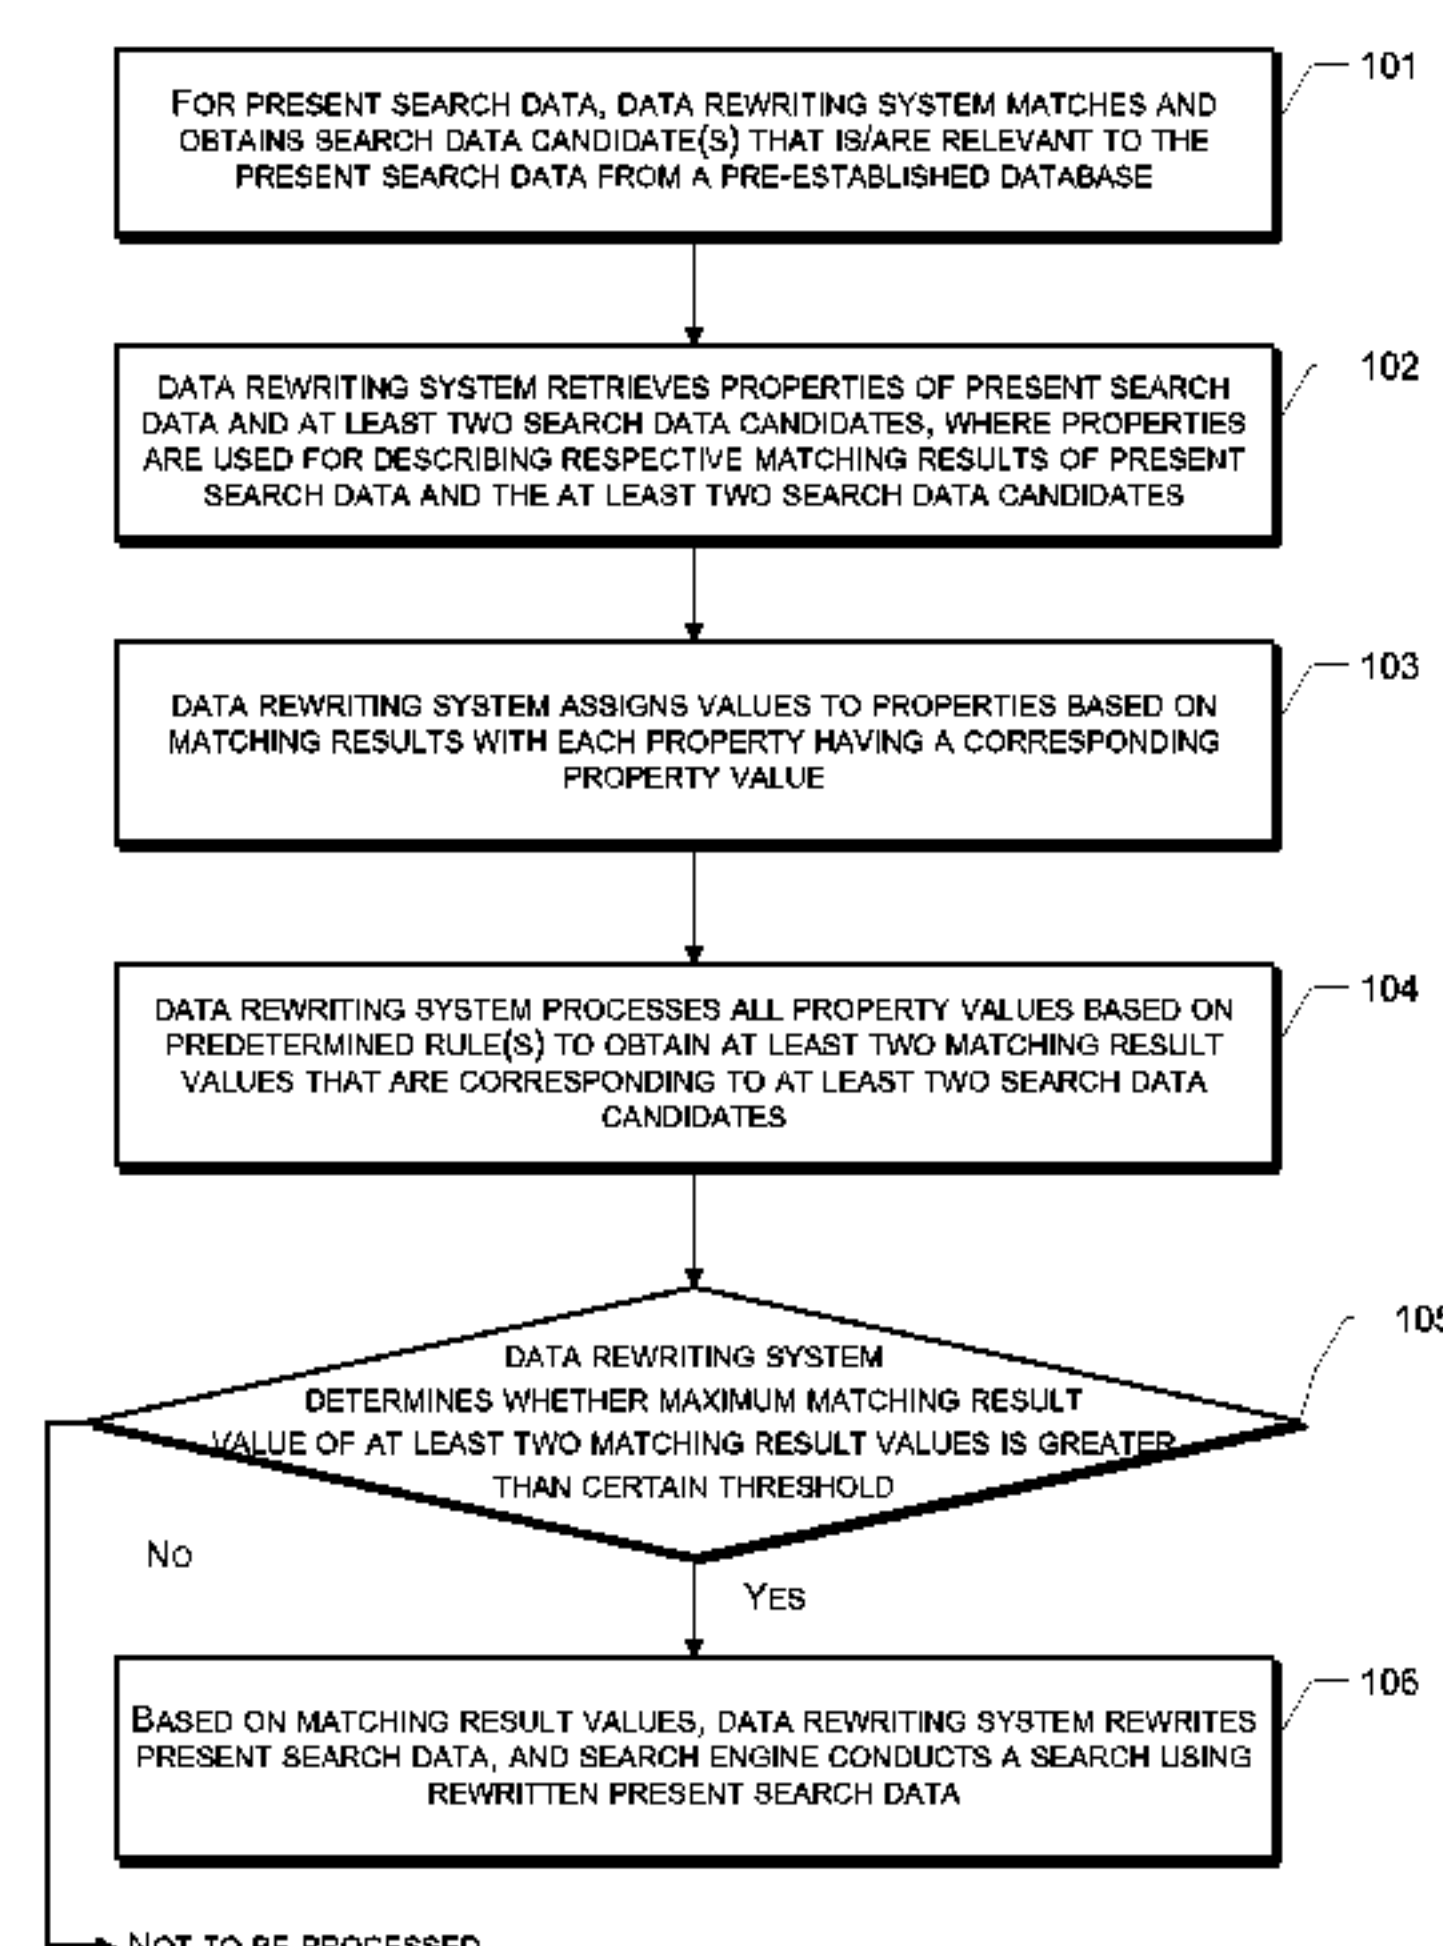 FOR PRESENT SEARCH DATA, DATA REWRITING SYSTEM MATCHES AND
OBTAINS SEARCH DATA CANDIDATE(S) THAT IS/ARE RELEVANT TO THE
PRESENT SEARCH DATA FROM A PRE-ESTABLISHED DATABASE
101
DATA REWRITING SYSTEM RETRIEVES PROPERTIES OF PRESENT SEARCH
DATA AND AT LEAST TWO SEARCH DATA CANDIDATES, WHERE PROPERTIES
ARE USED FOR DESCRIBING RESPECTIVE MATCHING RESULTS OF PRESENT
SEARCH DATA AND THE AT LEAST TWO SEARCH DATA CANDIDATES
102
DATA REWRITING SYSTEM ASSIGNS VALUES TO PROPERTIES BASED ON
MATCHING RESULTS WITH EACH PROPERTY HAVING A CORRESPONDING
PROPERTY VALUE
103
DATA REWRITING SYSTEM PROCESSES ALL PROPERTY VALUES BASED ON
PREDETERMINED RULE(S) TO OBTAIN AT LEAST TWO MATCHING RESULT
VALUES THAT ARE CORRESPONDING TO AT LEAST TWO SEARCH DATA
CANDIDATES
104
DATA REWRITING SYSTEM
DETERMINES WHETHER MAXIMUM MATCHING RESULT
VALUE OF AT LEAST TWO MATCHING RESULT VALUES IS GREATER
THAN CERTAIN THRESHOLD
105
NO
YES
BASED ON MATCHING RESULT VALUES, DATA REWRITING SYSTEM REWRITES
PRESENT SEARCH DATA, AND SEARCH ENGINE CONDUCTS A SEARCH USING
REWRITTEN PRESENT SEARCH DATA
106
NOT TO BE PROCESSED